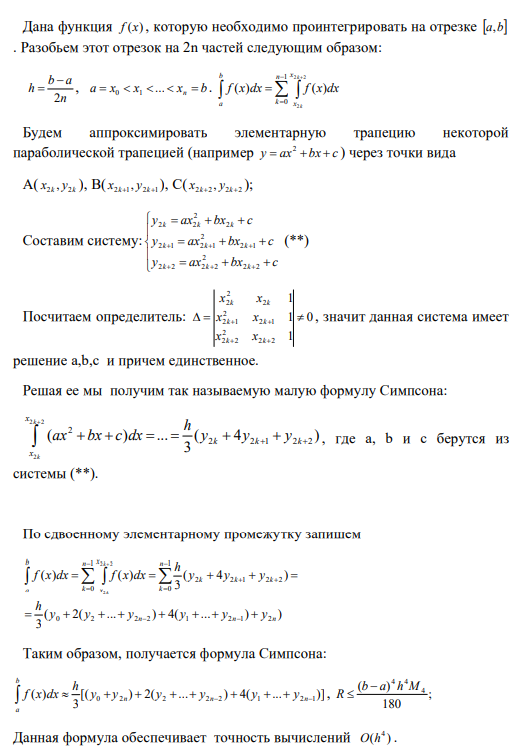 Дана функция f(x), которую необходимо проинтегрировать на отрезке [a,b]
. Разобьем этот отрезок на 2n частей следующим образом:
h = \frac{b-a}{2n}, a = x_0 < x_1 < ... < x_n = b. \int_a^b f(x)dx = \sum_{k=0}^{n-1} \int_{x_{2k}}^{x_{2k+2}} f(x)dx
Будем аппроксимировать элементарную трапецию некоторой
параболической трапецией (например y = ax^2 + bx + c) через точки вида
A(x_{2k}, y_{2k}), B(x_{2k+1}, y_{2k+1}), C(x_{2k+2}, y_{2k+2});
Составим систему: \begin{cases} y_{2k} = ax_{2k}^2 + bx_{2k} + c \\ y_{2k+1} = ax_{2k+1}^2 + bx_{2k+1} + c \\ y_{2k+2} = ax_{2k+2}^2 + bx_{2k+2} + c \end{cases} (**)
Посчитаем определитель: \Delta = \begin{vmatrix} x_{2k}^2 & x_{2k} & 1 \\ x_{2k+1}^2 & x_{2k+1} & 1 \\ x_{2k+2}^2 & x_{2k+2} & 1 \end{vmatrix} \neq 0, значит данная система имеет
решение a,b,c и причем единственное.
Решая ее мы получим так называемую малую формулу Симпсона:
\int_{x_{2k}}^{x_{2k+2}} (ax^2 + bx + c)dx = ... = \frac{h}{3}(y_{2k} + 4y_{2k+1} + y_{2k+2}), где a, b и c берутся из
системы (**).
По сдвоенному элементарному промежутку запишем
\int_a^b f(x)dx = \sum_{k=0}^{n-1} \int_{x_{2k}}^{x_{2k+2}} f(x)dx = \sum_{k=0}^{n-1} \frac{h}{3}(y_{2k} + 4y_{2k+1} + y_{2k+2}) =
= \frac{h}{3}(y_0 + 2(y_2 + ... + y_{2n-2}) + 4(y_1 + ... + y_{2n-1}) + y_{2n})
Таким образом, получается формула Симпсона:
\int_a^b f(x)dx \approx \frac{h}{3}[(y_0 + y_{2n}) + 2(y_2 + ... + y_{2n-2}) + 4(y_1 + ... + y_{2n-1})], R \leq \frac{(b-a)^4 h^4 M_4}{180};
Данная формула обеспечивает точность вычислений O(h^4).